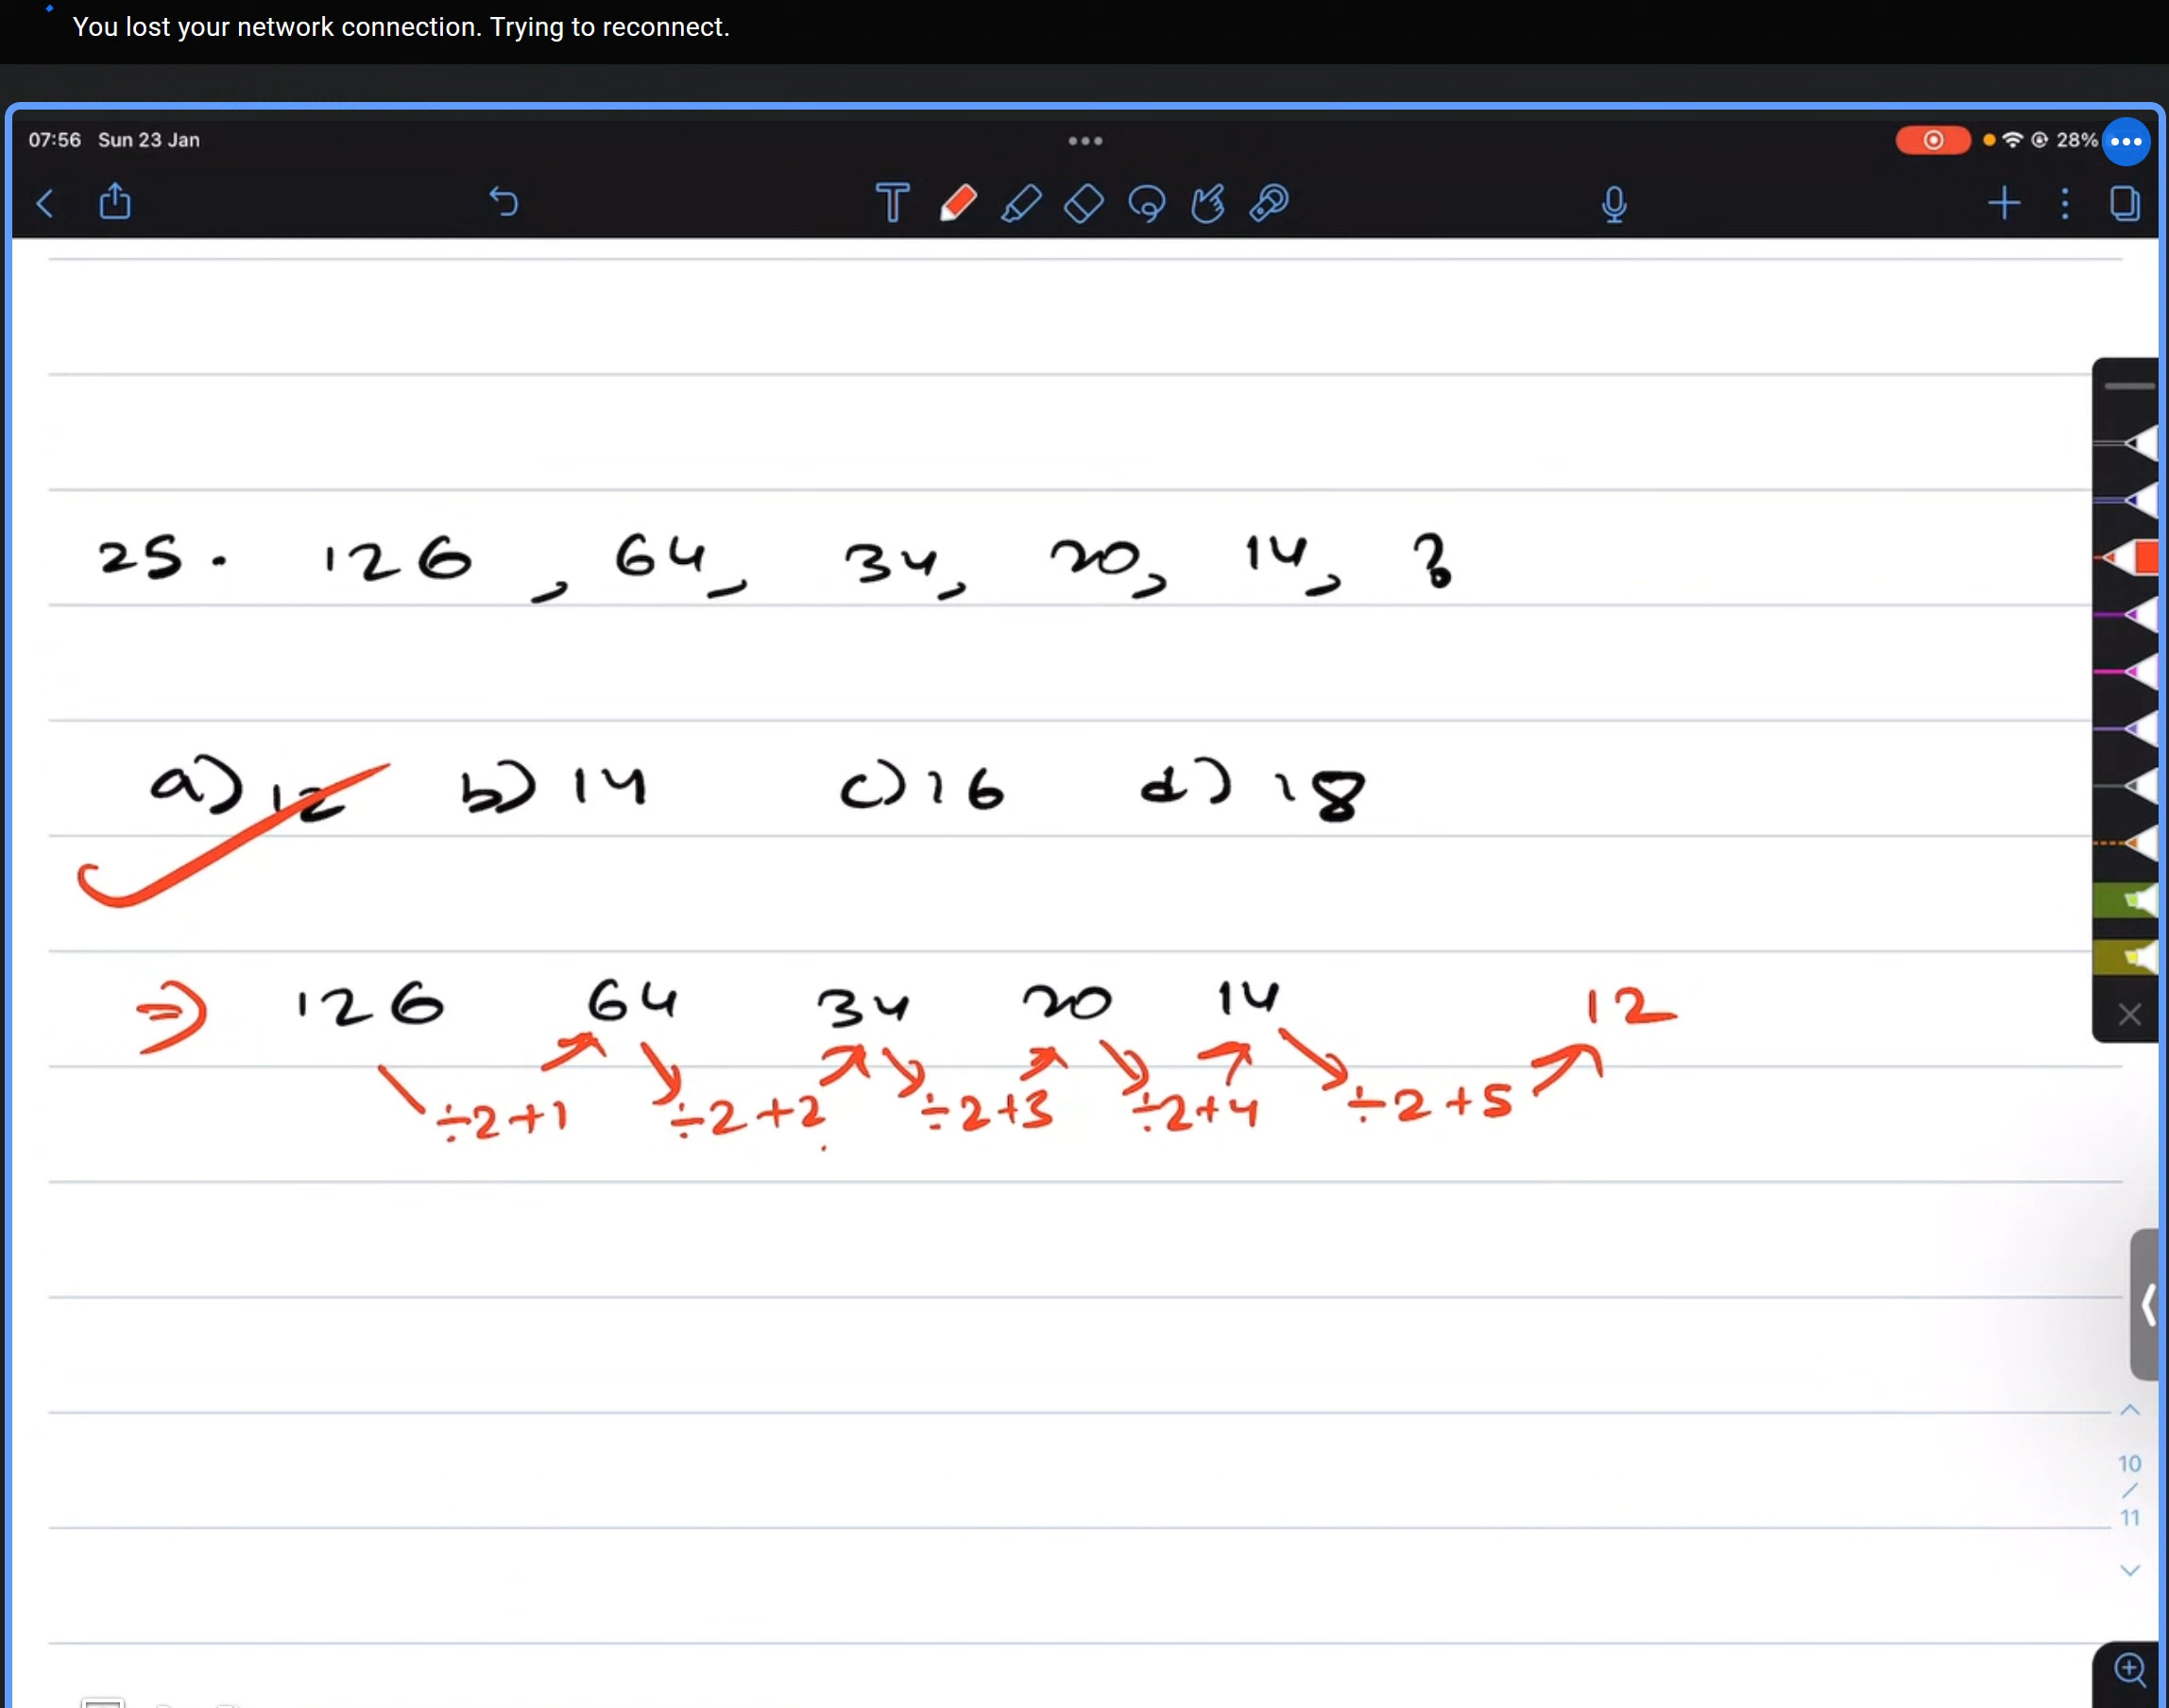 You lost your network connection. Trying to reconnect.
07:56 Sun 23 Jan
28%
25. 126, 64, 34, 20, 14, ?
a) 12 b) 14 c) 16 d) 18
⇒ 126 64 34 20 14 12
÷2+1 ÷2+2 ÷2+3 ÷2+4 ÷2+5
10
/
11